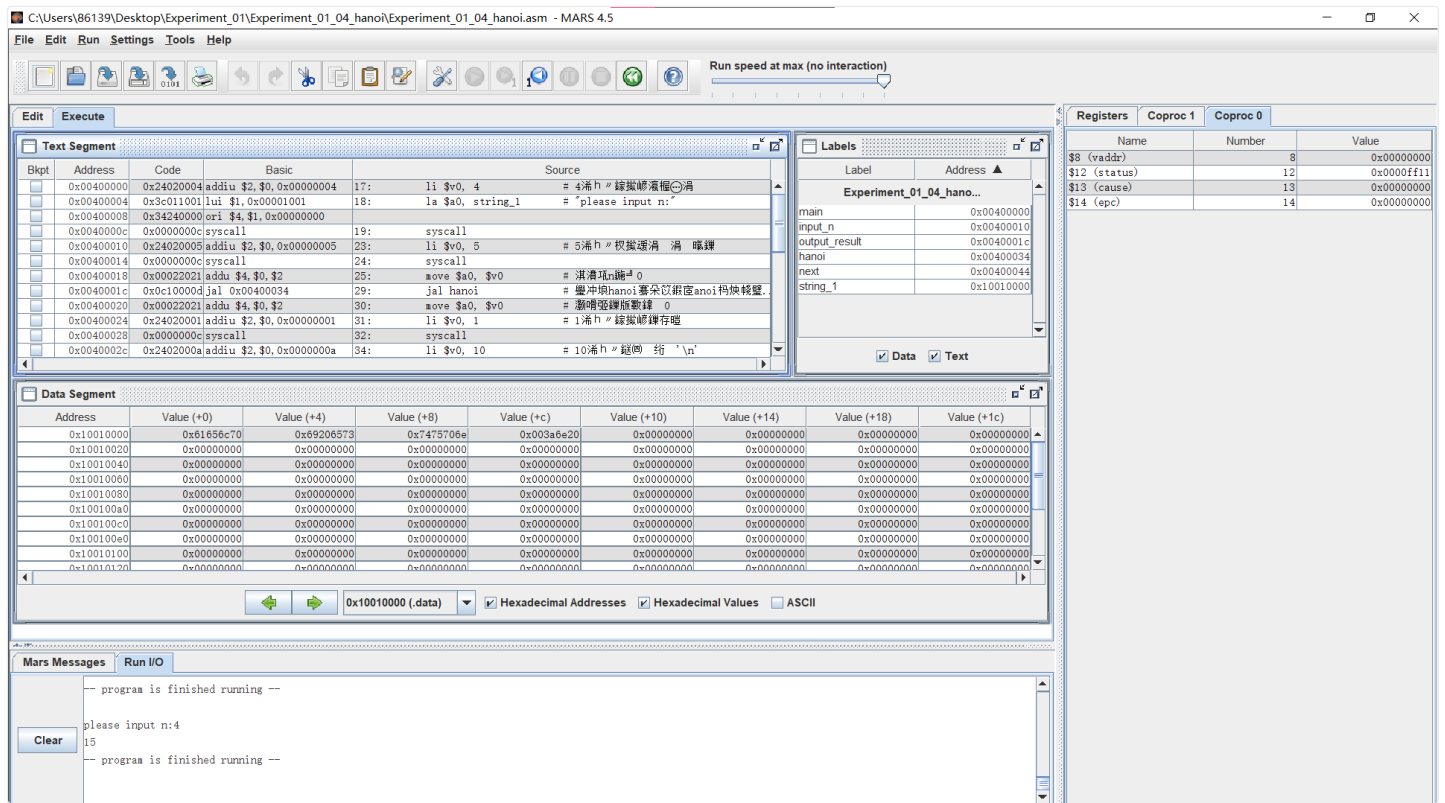 C:\Users\86139\Desktop\Experiment_01\Experiment_01_04_hanoi\Experiment_01_04_hanoi.asm - MARS 4.5
File Edit Run Settings Tools Help
Run speed at max (no interaction)
Edit Execute
Text Segment
Bkpt Address Code Basic Source
0x00400000 0x24020004 addiu $2,$0,0x00000004 17: li $v0, 4 # 4
0x00400004 0x3c011001 lui $1,0x00001001 18: la $a0, string_1 # "please input n:"
0x00400008 0x34240000 ori $4,$1,0x00000000
0x0040000c 0x0000000c syscall 19: syscall
0x00400010 0x24020005 addiu $2,$0,0x00000005 23: li $v0, 5 # 5
0x00400014 0x0000000c syscall 24: syscall
0x00400018 0x00022021 addu $4,$0,$2 25: move $a0, $v0 #
0x0040001c 0x0c10000d jal 0x00400034 29: jal hanoi #
0x00400020 0x00022021 addu $4,$0,$2 30: move $a0, $v0 #
0x00400024 0x24020001 addiu $2,$0,0x00000001 31: li $v0, 1 # 1
0x00400028 0x0000000c syscall 32: syscall
0x0040002c 0x2402000a addiu $2,$0,0x0000000a 34: li $v0, 10 # 10 '\n'
Labels
Label Address ▲
Experiment_01_04_hano...
main 0x00400000
input_n 0x00400010
output_result 0x0040001c
hanoi 0x00400034
next 0x00400044
string_1 0x10010000
Data Text
Data Segment
Address Value (+0) Value (+4) Value (+8) Value (+c) Value (+10) Value (+14) Value (+18) Value (+1c)
0x10010000 0x61656c70 0x69206573 0x7475706e 0x003a6e20 0x00000000 0x00000000 0x00000000 0x00000000
0x10010020 0x00000000 0x00000000 0x00000000 0x00000000 0x00000000 0x00000000 0x00000000 0x00000000
0x10010040 0x00000000 0x00000000 0x00000000 0x00000000 0x00000000 0x00000000 0x00000000 0x00000000
0x10010060 0x00000000 0x00000000 0x00000000 0x00000000 0x00000000 0x00000000 0x00000000 0x00000000
0x10010080 0x00000000 0x00000000 0x00000000 0x00000000 0x00000000 0x00000000 0x00000000 0x00000000
0x100100a0 0x00000000 0x00000000 0x00000000 0x00000000 0x00000000 0x00000000 0x00000000 0x00000000
0x100100c0 0x00000000 0x00000000 0x00000000 0x00000000 0x00000000 0x00000000 0x00000000 0x00000000
0x100100e0 0x00000000 0x00000000 0x00000000 0x00000000 0x00000000 0x00000000 0x00000000 0x00000000
0x10010100 0x00000000 0x00000000 0x00000000 0x00000000 0x00000000 0x00000000 0x00000000 0x00000000
0x10010120 0x00000000 0x00000000 0x00000000 0x00000000 0x00000000 0x00000000 0x00000000 0x00000000
0x10010000 (.data) Hexadecimal Addresses Hexadecimal Values ASCII
Mars Messages Run I/O
-- program is finished running --
please input n:4
15
-- program is finished running --
Clear
Registers Coproc 1 Coproc 0
Name Number Value
$8 (vaddr) 8 0x00000000
$12 (status) 12 0x0000ff11
$13 (cause) 13 0x00000000
$14 (epc) 14 0x00000000